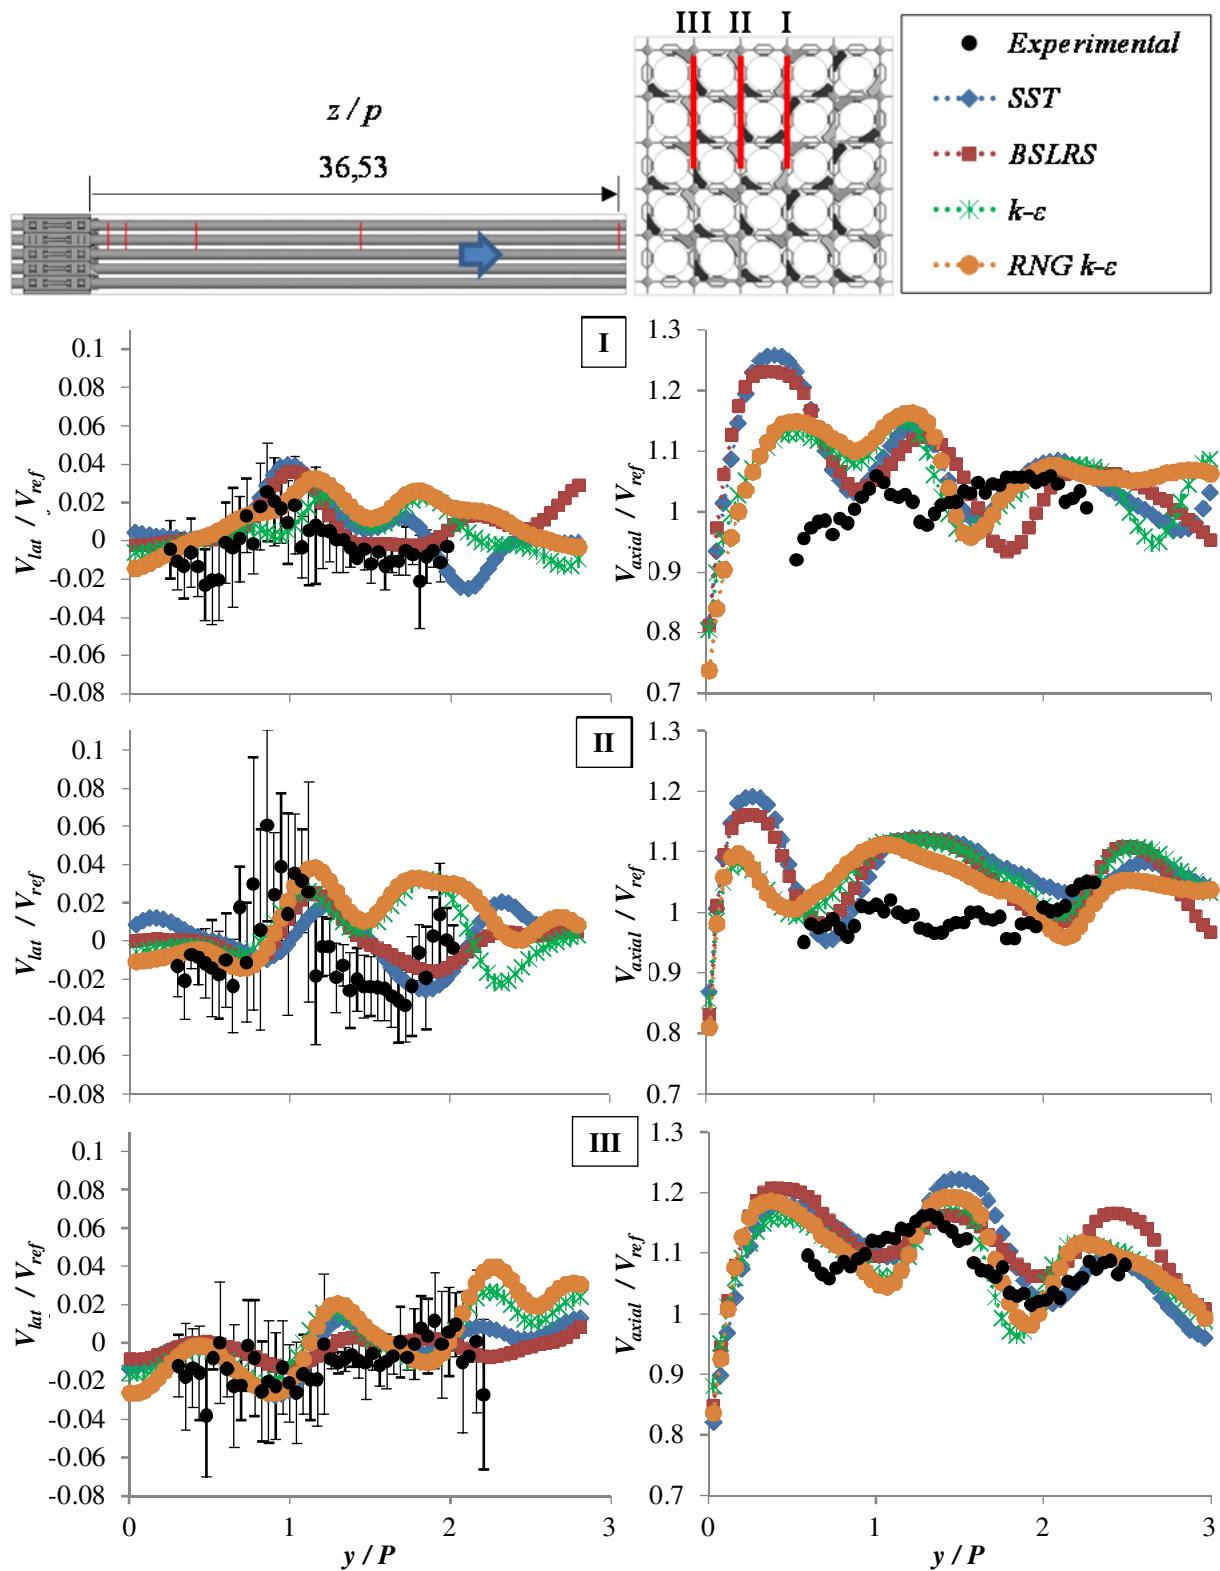 III II I
Experimental
SST
BSLRS
k-ε
RNG k-ε
z / p
36,53
I
V_lat / V_ref
0.1
0.08
0.06
0.04
0.02
0
-0.02
-0.04
-0.06
-0.08
V_axial / V_ref
1.3
1.2
1.1
1
0.9
0.8
0.7
II
V_lat / V_ref
0.1
0.08
0.06
0.04
0.02
0
-0.02
-0.04
-0.06
-0.08
V_axial / V_ref
1.3
1.2
1.1
1
0.9
0.8
0.7
III
V_lat / V_ref
0.1
0.08
0.06
0.04
0.02
0
-0.02
-0.04
-0.06
-0.08
0 1 2 3
y / P
V_axial / V_ref
1.3
1.2
1.1
1
0.9
0.8
0.7
0 1 2 3
y / P